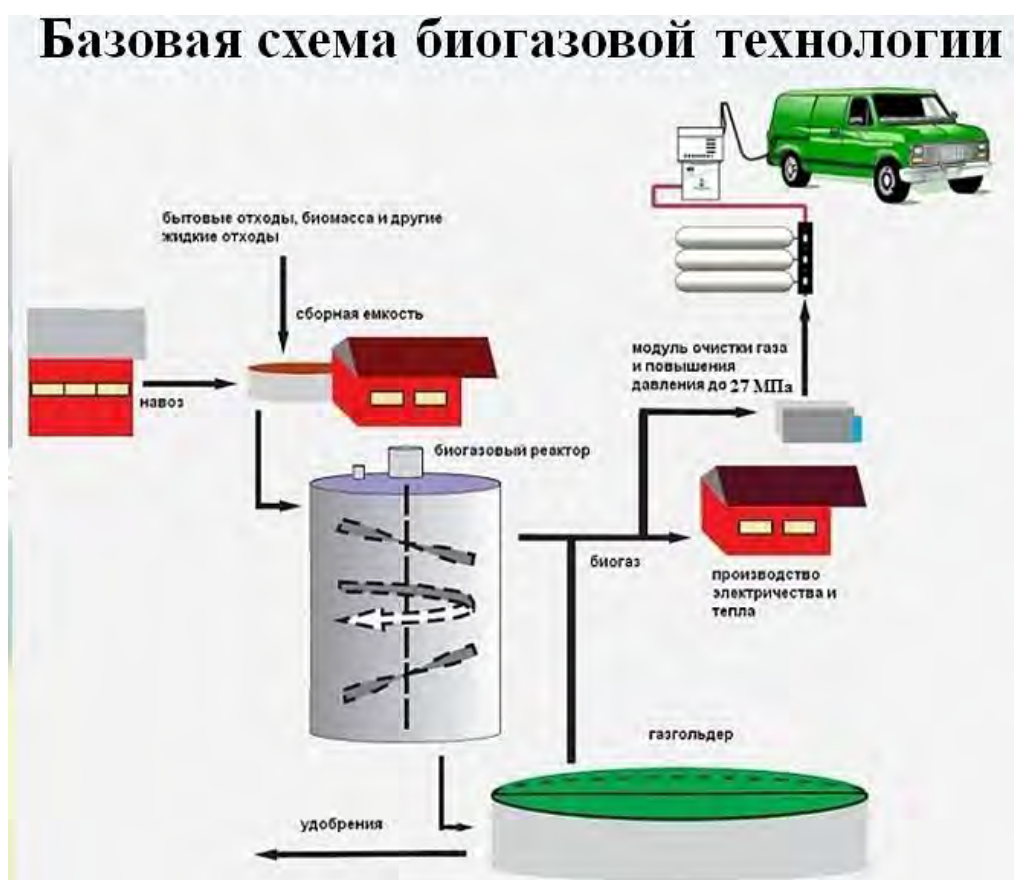 Базовая схема биогазовой технологии
бытовые отходы, биомасса и другие
жидкие отходы
сборная емкость
навоз
модуль очистки газа
и повышения
давления до 27 МПа
биогазовый реактор
биогаз
производство
электричества и
тепла
газгольдер
удобрения